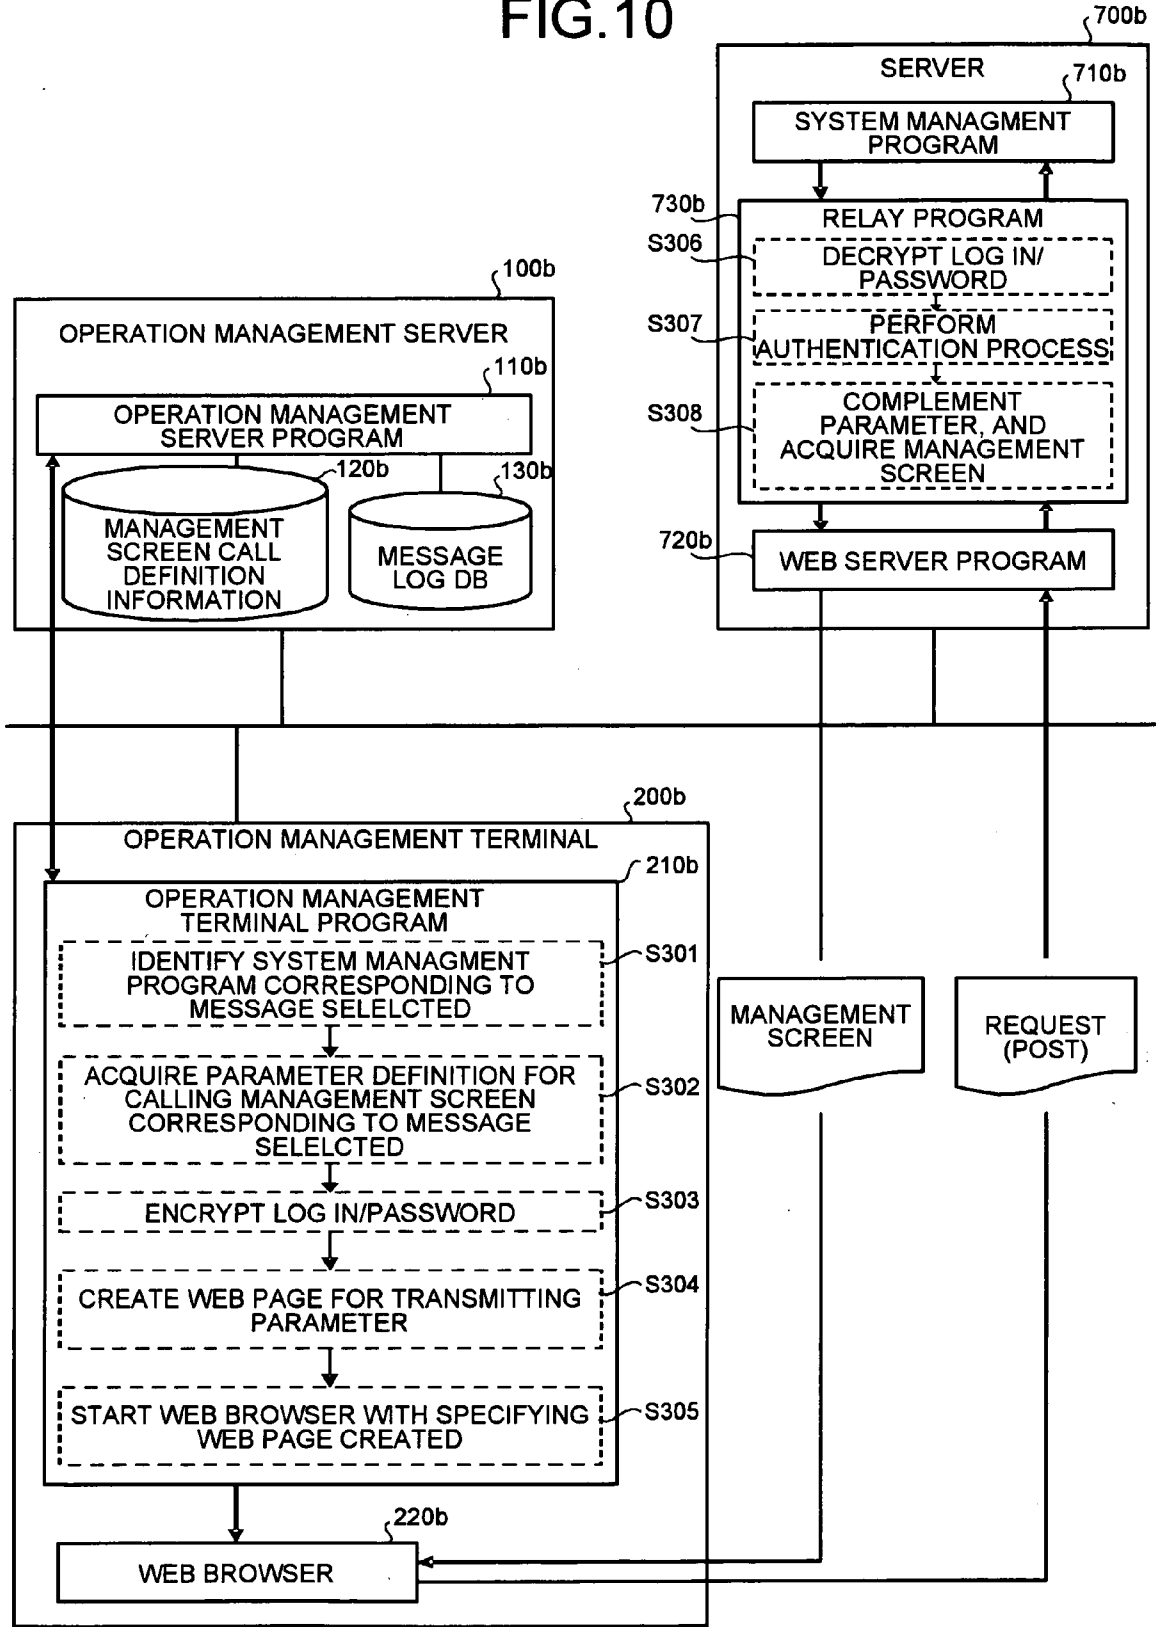 FIG.10
700b
SERVER
710b
SYSTEM MANAGMENT
PROGRAM
730b
RELAY PROGRAM
S306
DECRYPT LOG IN/
PASSWORD
S307
PERFORM
AUTHENTICATION PROCESS
S308
COMPLEMENT
PARAMETER, AND
ACQUIRE MANAGEMENT
SCREEN
720b
WEB SERVER PROGRAM
100b
OPERATION MANAGEMENT SERVER
110b
OPERATION MANAGEMENT
SERVER PROGRAM
120b
MANAGEMENT
SCREEN CALL
DEFINITION
INFORMATION
130b
MESSAGE
LOG DB
200b
OPERATION MANAGEMENT TERMINAL
210b
OPERATION MANAGEMENT
TERMINAL PROGRAM
S301
IDENTIFY SYSTEM MANAGMENT
PROGRAM CORRESPONDING TO
MESSAGE SELELCTED
S302
ACQUIRE PARAMETER DEFINITION FOR
CALLING MANAGEMENT SCREEN
CORRESPONDING TO MESSAGE
SELELCTED
S303
ENCRYPT LOG IN/PASSWORD
S304
CREATE WEB PAGE FOR TRANSMITTING
PARAMETER
S305
START WEB BROWSER WITH SPECIFYING
WEB PAGE CREATED
220b
WEB BROWSER
MANAGEMENT
SCREEN
REQUEST
(POST)